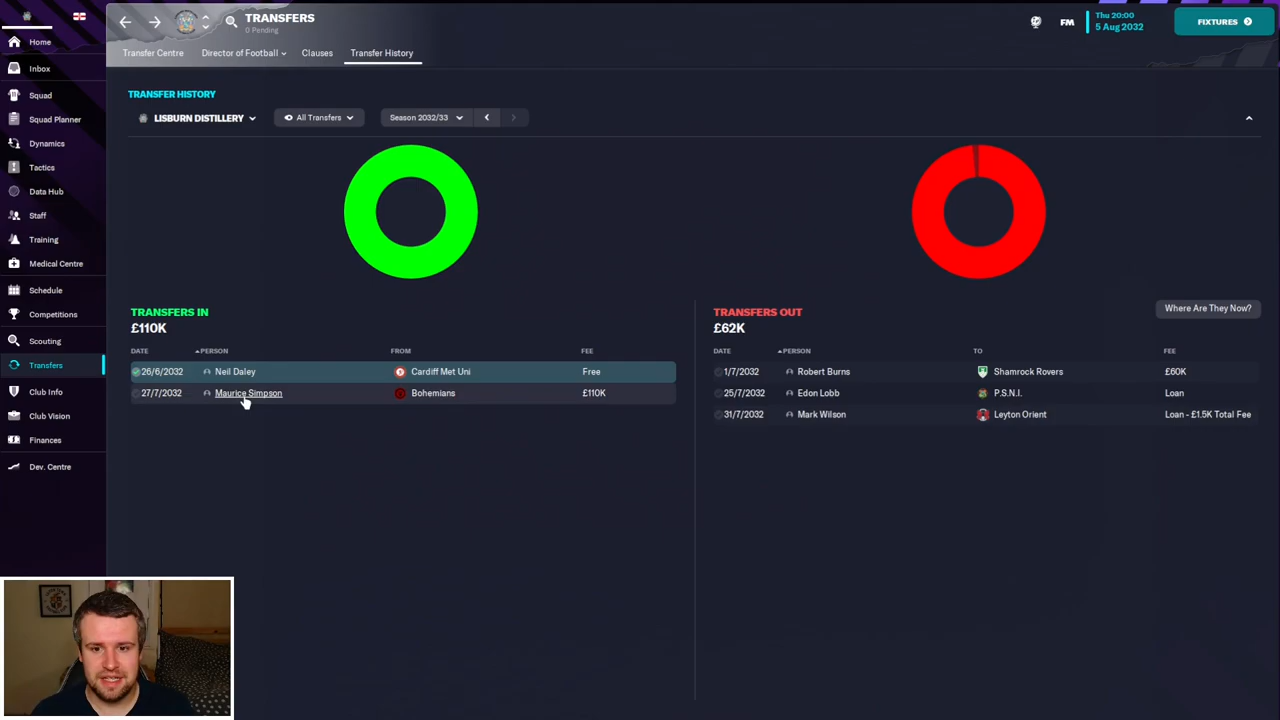 TRANSFERS
0 Pending
FM
Thu 20:00
5 Aug 2032
FIXTURES
Home
Inbox
Squad
Squad Planner
Dynamics
Tactics
Data Hub
Staff
Training
Medical Centre
Schedule
Competitions
Scouting
Transfers
Club Info
Club Vision
Finances
Dev. Centre
Transfer Centre Director of Football Clauses Transfer History
TRANSFER HISTORY
LISBURN DISTILLERY All Transfers Season 2032/33
TRANSFERS IN
£110K
DATE PERSON FROM FEE
26/6/2032 Neil Daley Cardiff Met Uni Free
27/7/2032 Maurice Simpson Bohemians £110K
TRANSFERS OUT
£62K
Where Are They Now?
DATE PERSON TO FEE
1/7/2032 Robert Burns Shamrock Rovers £60K
25/7/2032 Edon Lobb P.S.N.I. Loan
31/7/2032 Mark Wilson Leyton Orient Loan - £1.5K Total Fee